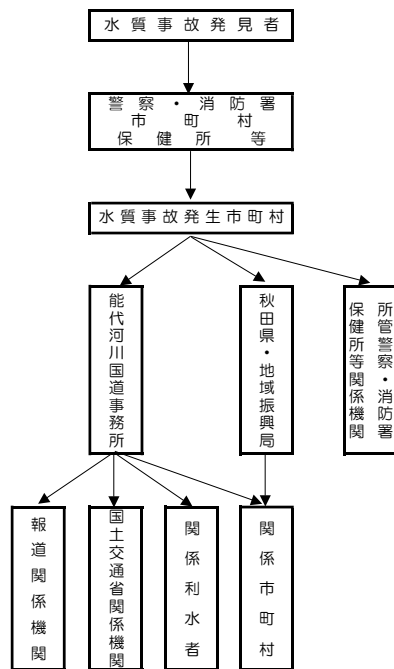 水質事故発見者
警察・消防署
市町村
保健所等
水質事故発生市町村
能代河川国道事務所
秋田県・地域振興局
所管警察・消防署
保健所等関係機関
報道関係機関
国土交通省関係機関
関係利水者
関係市町村